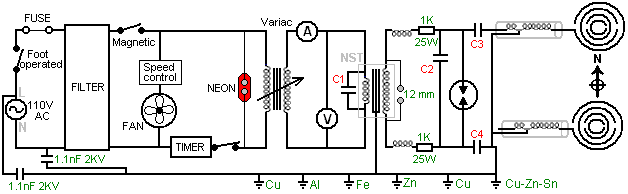 FUSE
Foot
operated
L
110V
AC
N
1.1nF 2KV
1.1nF 2KV
FILTER
Magnetic
Speed
control
FAN
TIMER
NEON
Variac
A
V
C1
NST
12 mm
1K
25W
C2
1K
25W
C3
C4
N
Cu
Al
Fe
Zn
Cu
Cu-Zn-Sn